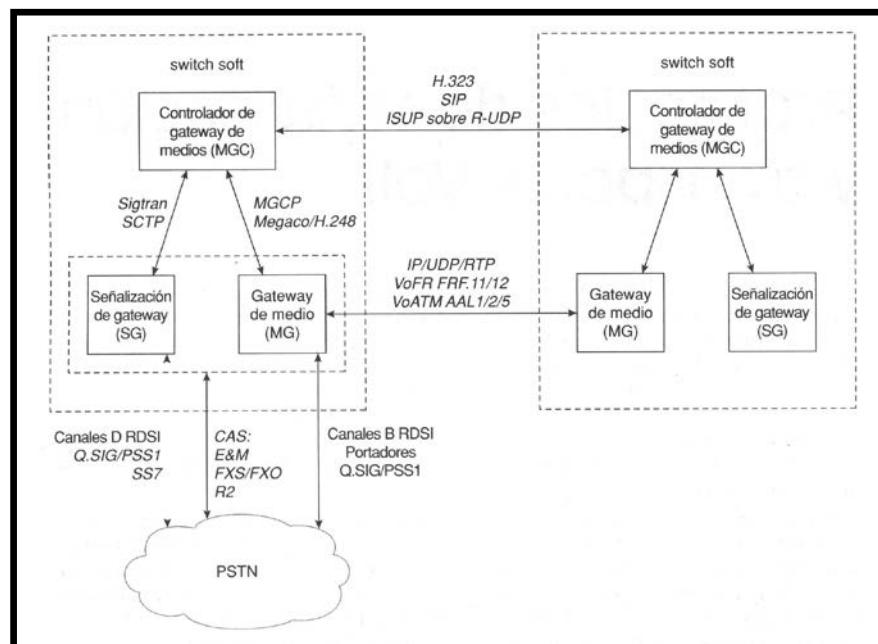 switch soft
Controlador de
gateway de
medios (MGC)
Sigtran
SCTP
MGCP
Megaco/H.248
Señalización
de gateway
(SG)
Gateway
de medio
(MG)
H.323
SIP
ISUP sobre R-UDP
IP/UDP/RTP
VoFR FRF.11/12
VoATM AAL1/2/5
switch soft
Controlador de
gateway de
medios (MGC)
Gateway
de medio
(MG)
Señalización
de gateway
(SG)
Canales D RDSI
Q.SIG/PSS1
SS7
CAS:
E&M
FXS/FXO
R2
Canales B RDSI
Portadores
Q.SIG/PSS1
PSTN